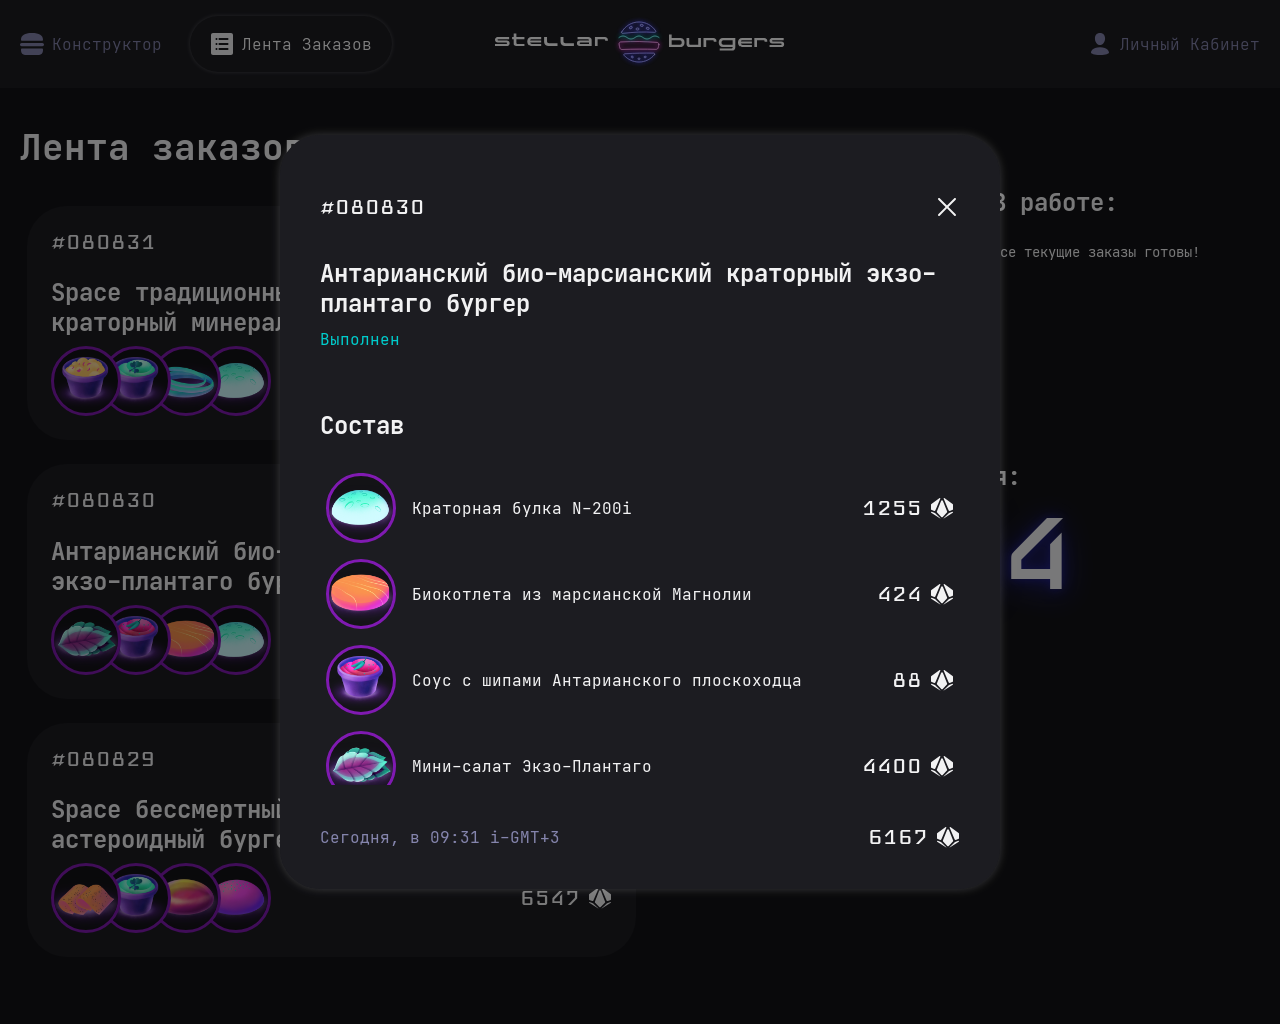 Конструктор
Лента Заказов
stellar burgers
Личный Кабинет
Лента заказов
#080831
Space традиционн
краторный минерал
#080830
Антарианский био-
экзо-плантаго бур
#080829
Space бессмертный
астероидный бург
6547
#080830
Антарианский био-марсианский краторный экзо-
плантаго бургер
Выполнен
Состав
Краторная булка N-200i
1255
Биокотлета из марсианской Магнолии
424
Соус с шипами Антарианского плоскоходца
88
Мини-салат Экзо-Плантаго
4400
Сегодня, в 09:31 i-GMT+3
6167
В работе:
се текущие заказы готовы!
я:
4